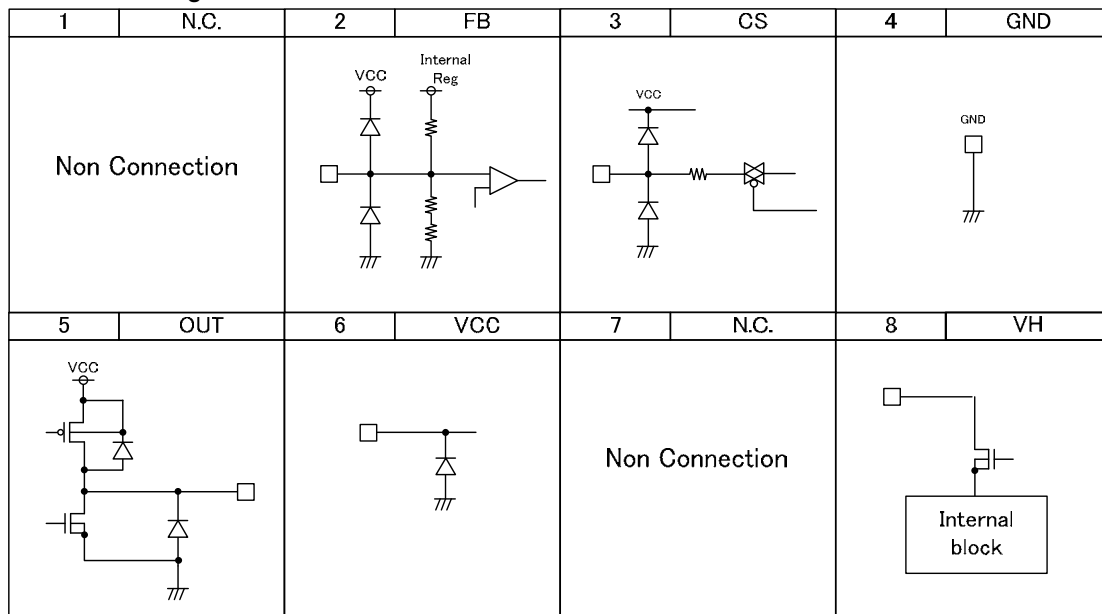 1 N.C. 2 FB 3 CS 4 GND
Non Connection
VCC
Internal
Reg
VCC
GND
5 OUT 6 VCC 7 N.C. 8 VH
VCC
Non Connection
Internal
block